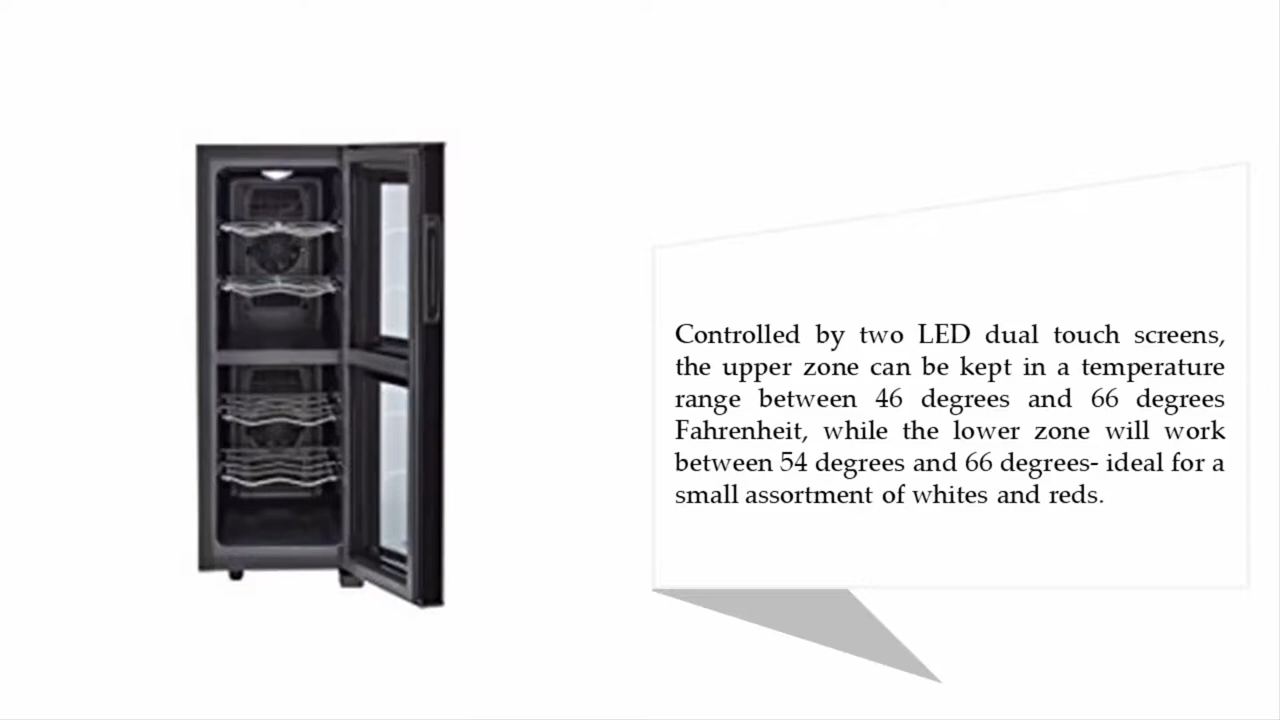 Controlled by two LED dual touch screens,
the upper zone can be kept in a temperature
range between 46 degrees and 66 degrees
Fahrenheit, while the lower zone will work
between 54 degrees and 66 degrees- ideal for a
small assortment of whites and reds.